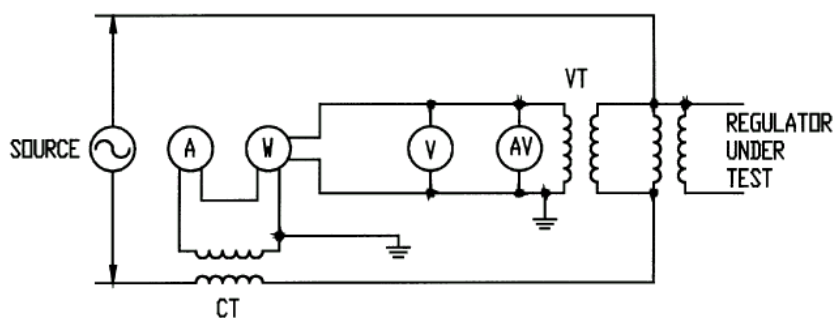 VT
SOURCE
A
W
V
AV
REGULATOR
UNDER
TEST
CT